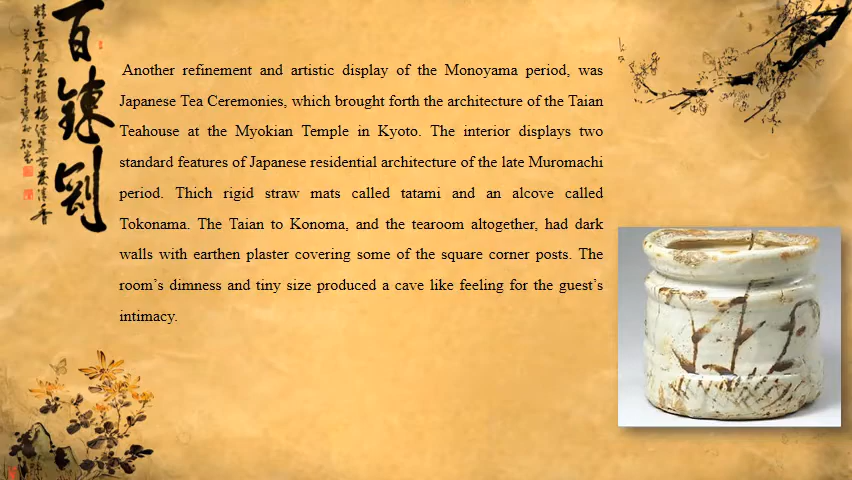 百鍊剑
Another refinement and artistic display of the Monoyama period, was
Japanese Tea Ceremonies, which brought forth the architecture of the Taian
Teahouse at the Myokian Temple in Kyoto. The interior displays two
standard features of Japanese residential architecture of the late Muromachi
period. Thich rigid straw mats called tatami and an alcove called
Tokonama. The Taian to Konoma, and the tearoom altogether, had dark
walls with earthen plaster covering some of the square corner posts. The
room's dimness and tiny size produced a cave like feeling for the guest's
intimacy.